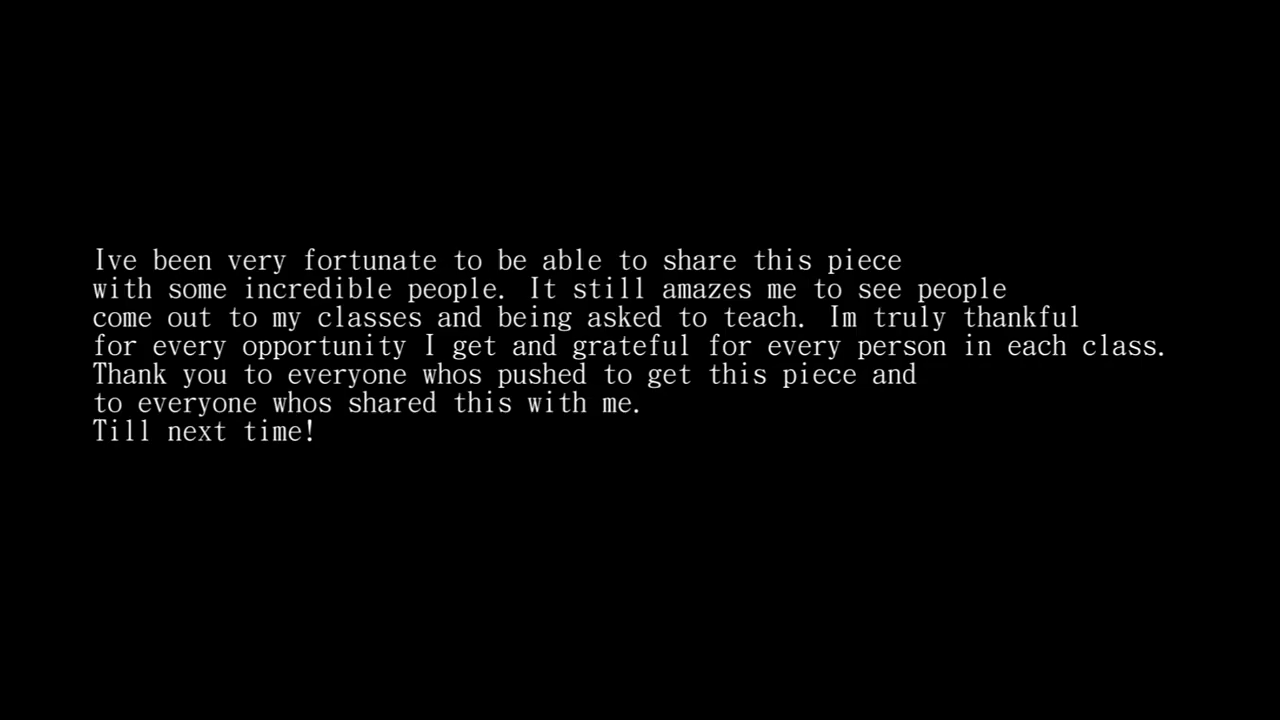 Ive been very fortunate to be able to share this piece
with some incredible people. It still amazes me to see people
come out to my classes and being asked to teach. Im truly thankful
for every opportunity I get and grateful for every person in each class.
Thank you to everyone whos pushed to get this piece and
to everyone whos shared this with me.
Till next time!